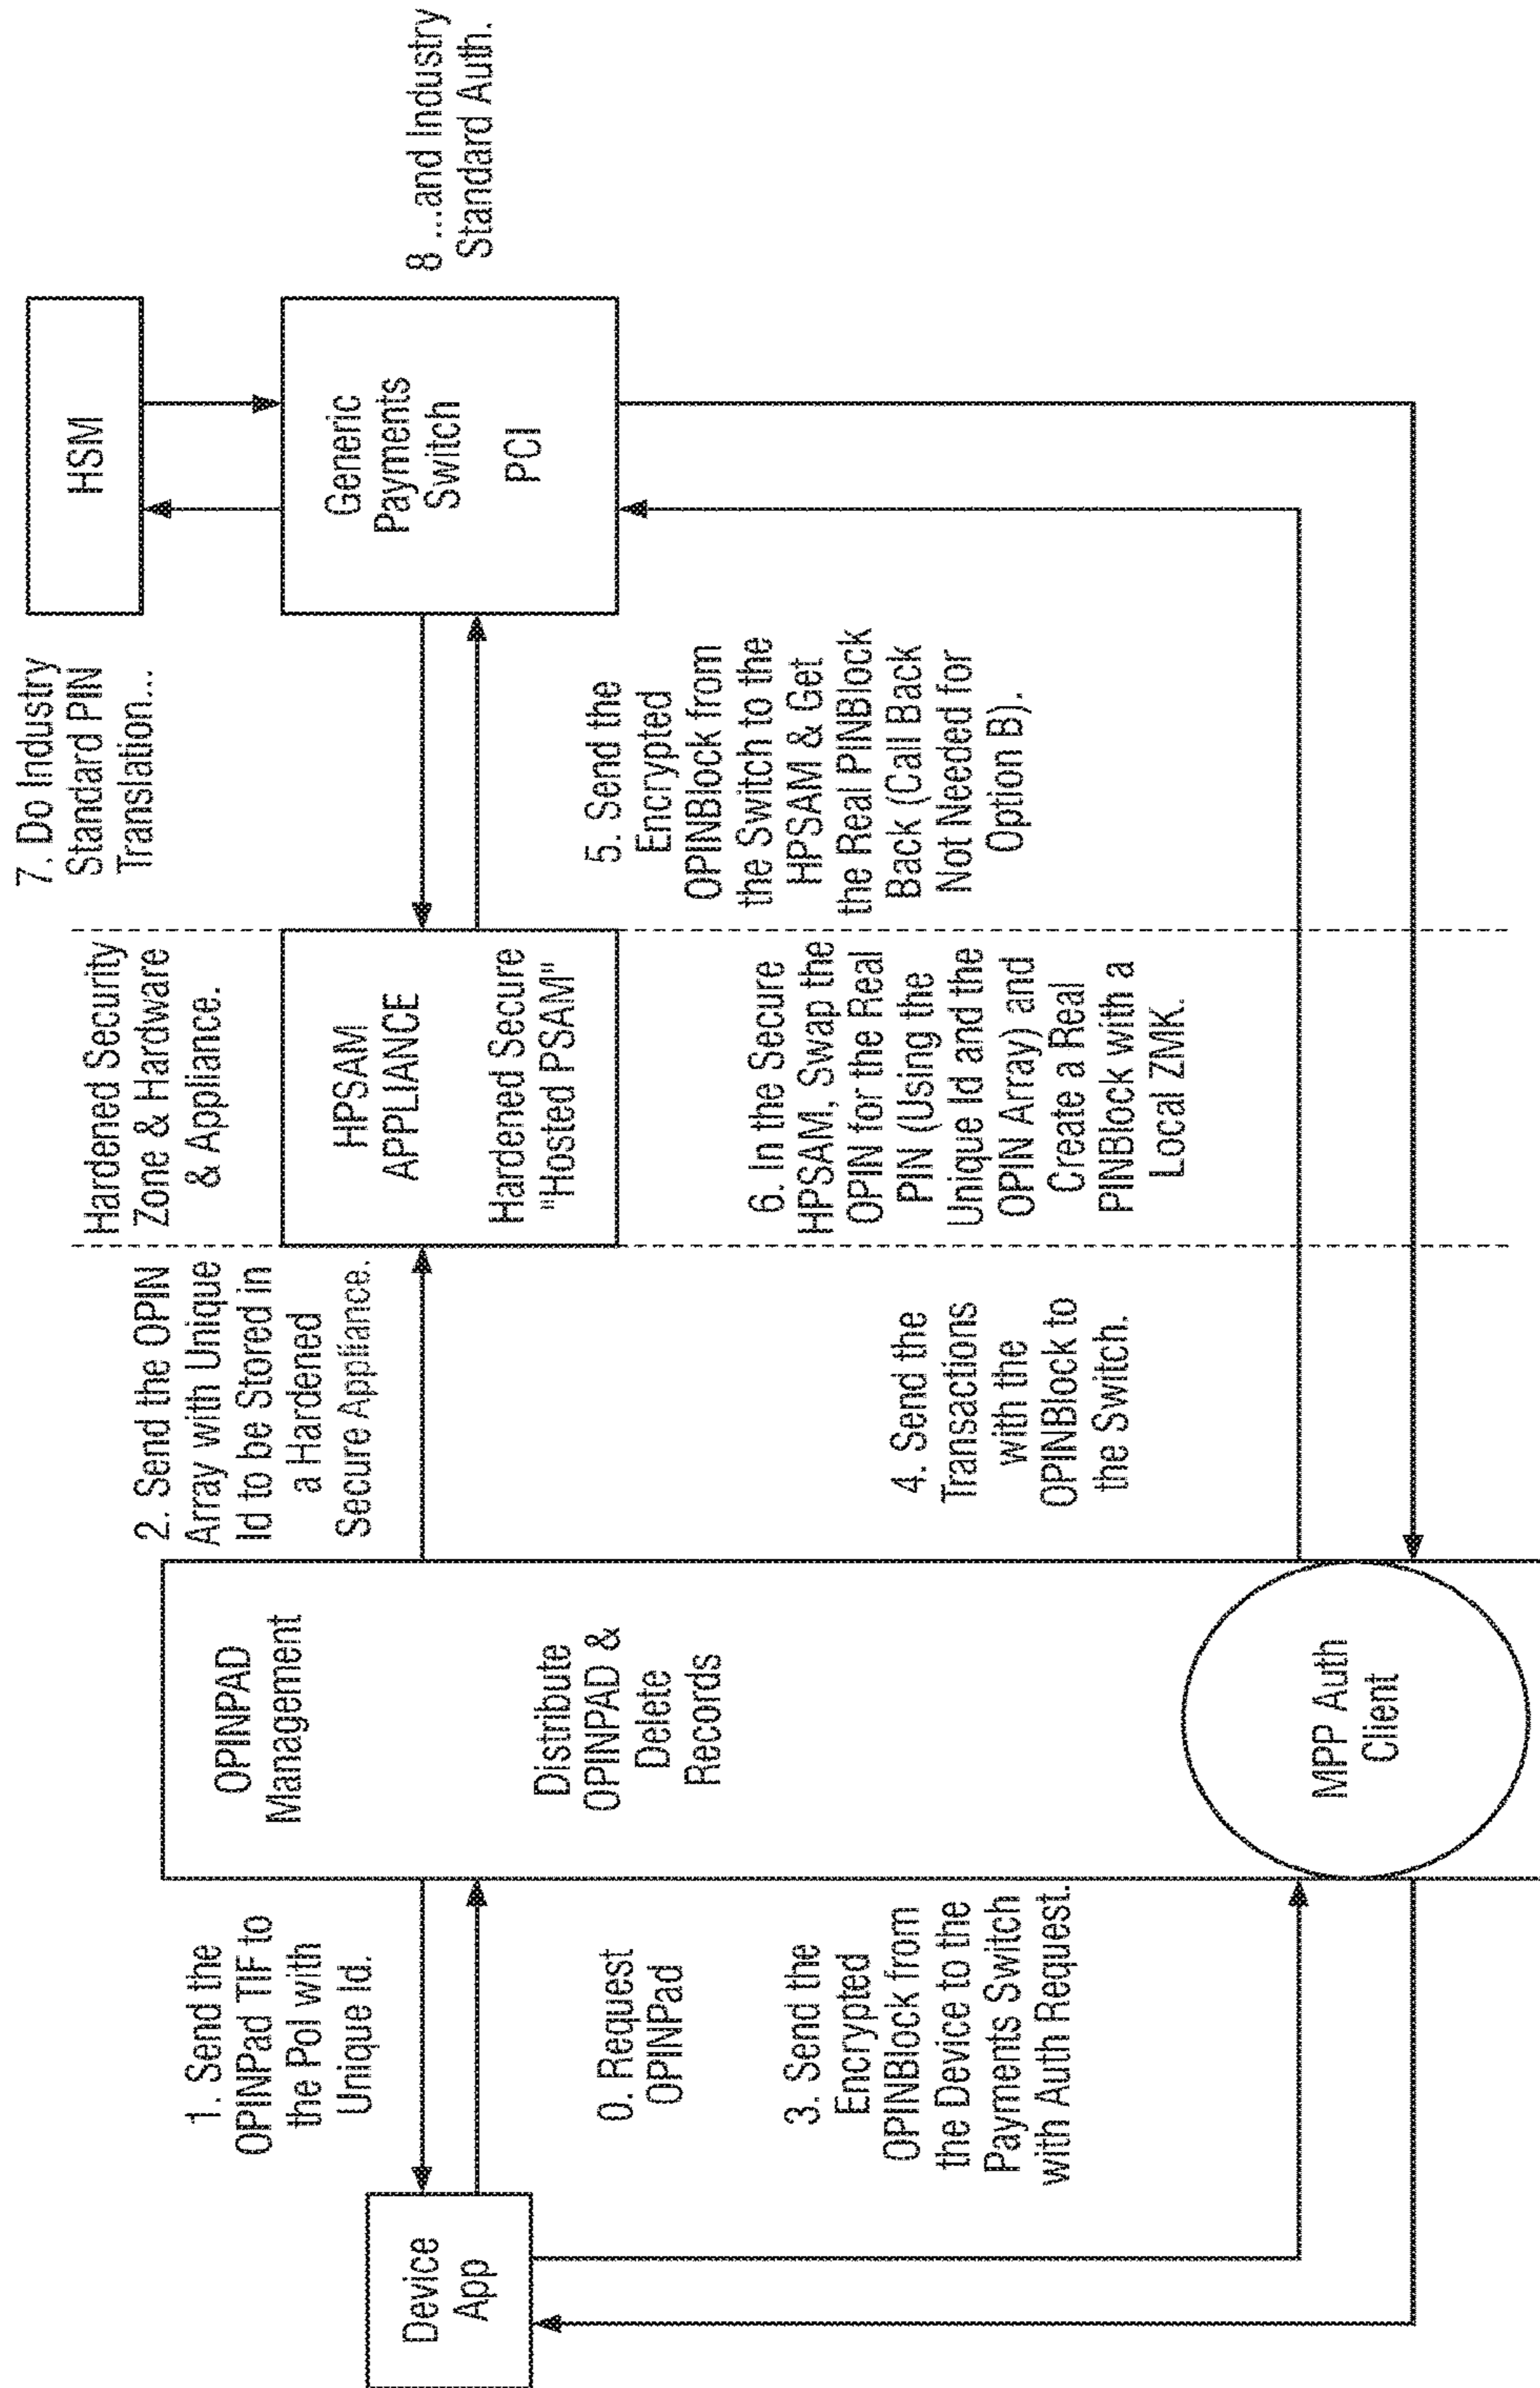 7. Do Industry
Standard PIN
Translation...
HSM
Hardened Security
Zone & Hardware
& Appliance.
2. Send the OPIN
Array with Unique
Id to be Stored in
a Hardened
Secure Appliance.
OPINPAD
Management
1. Send the
OPINPad TIF to
the PoI with
Unique Id.
Device
App
HPSAM
APPLIANCE
Hardened Secure
"Hosted PSAM"
Generic
Payments
Switch
PCI
8 ...and Industry
Standard Auth.
0. Request
OPINPad
Distribute
OPINPAD &
Delete
Records
5. Send the
Encrypted
OPINBlock from
the Switch to the
HPSAM & Get
the Real PINBlock
Back (Call Back
Not Needed for
Option B).
6. In the Secure
HPSAM, Swap the
OPIN for the Real
PIN (Using the
Unique Id and the
OPIN Array) and
Create a Real
PINBlock with a
Local ZMK.
3. Send the
Encrypted
OPINBlock from
the Device to the
Payments Switch
with Auth Request.
4. Send the
Transactions
with the
OPINBlock to
the Switch.
MPP Auth
Client